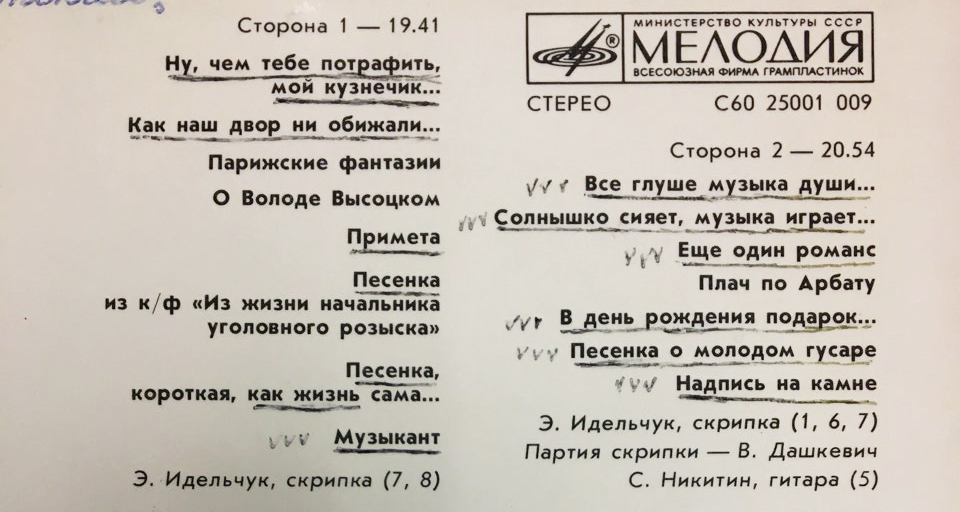 Сторона 1 — 19.41
Ну, чем тебе потрафить,
мой кузнечик...
Как наш двор ни обижали...
Парижские фантазии
О Володе Высоцком
Примета
Песенка
из к/ф «Из жизни начальника
уголовного розыска»
Песенка,
короткая, как жизнь сама...
Музыкант
Э. Идельчук, скрипка (7, 8)
МИНИСТЕРСТВО КУЛЬТУРЫ СССР
®
МЕЛОДИЯ
ВСЕСОЮЗНАЯ ФИРМА ГРАМПЛАСТИНОК
СТЕРЕО С60 25001 009
Сторона 2 — 20.54
Все глуше музыка души...
Солнышко сияет, музыка играет...
Еще один романс
Плач по Арбату
В день рождения подарок...
Песенка о молодом гусаре
Надпись на камне
Э. Идельчук, скрипка (1, 6, 7)
Партия скрипки — В. Дашкевич
С. Никитин, гитара (5)